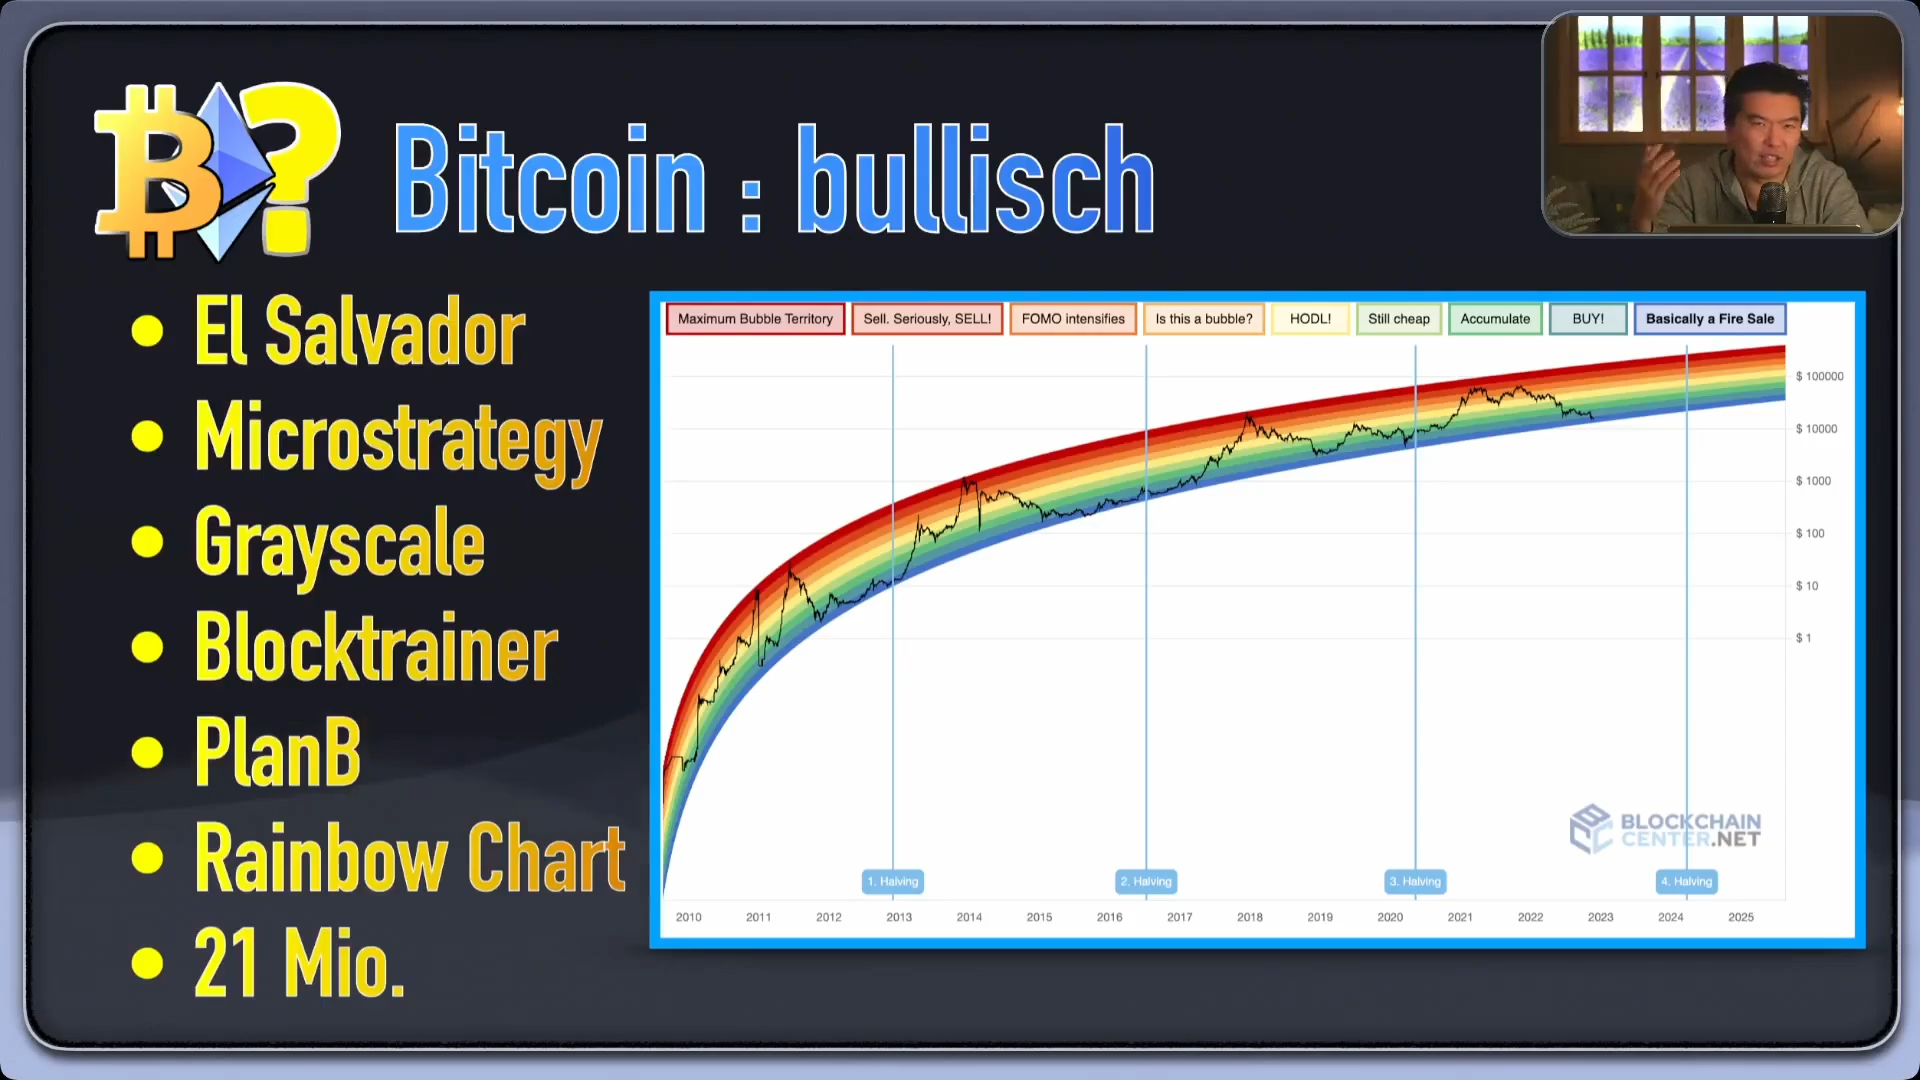 Bitcoin : bullisch
El Salvador
Microstrategy
Grayscale
Blocktrainer
PlanB
Rainbow Chart
21 Mio.
Maximum Bubble Territory
Sell. Seriously, SELL!
FOMO intensifies
Is this a bubble?
HODL!
Still cheap
Accumulate
BUY!
Basically a Fire Sale
$ 100000
$ 10000
$ 1000
$ 100
$ 10
$ 1
BLOCKCHAIN
CENTER.NET
1. Halving
2. Halving
3. Halving
4. Halving
2010 2011 2012 2013 2014 2015 2016 2017 2018 2019 2020 2021 2022 2023 2024 2025